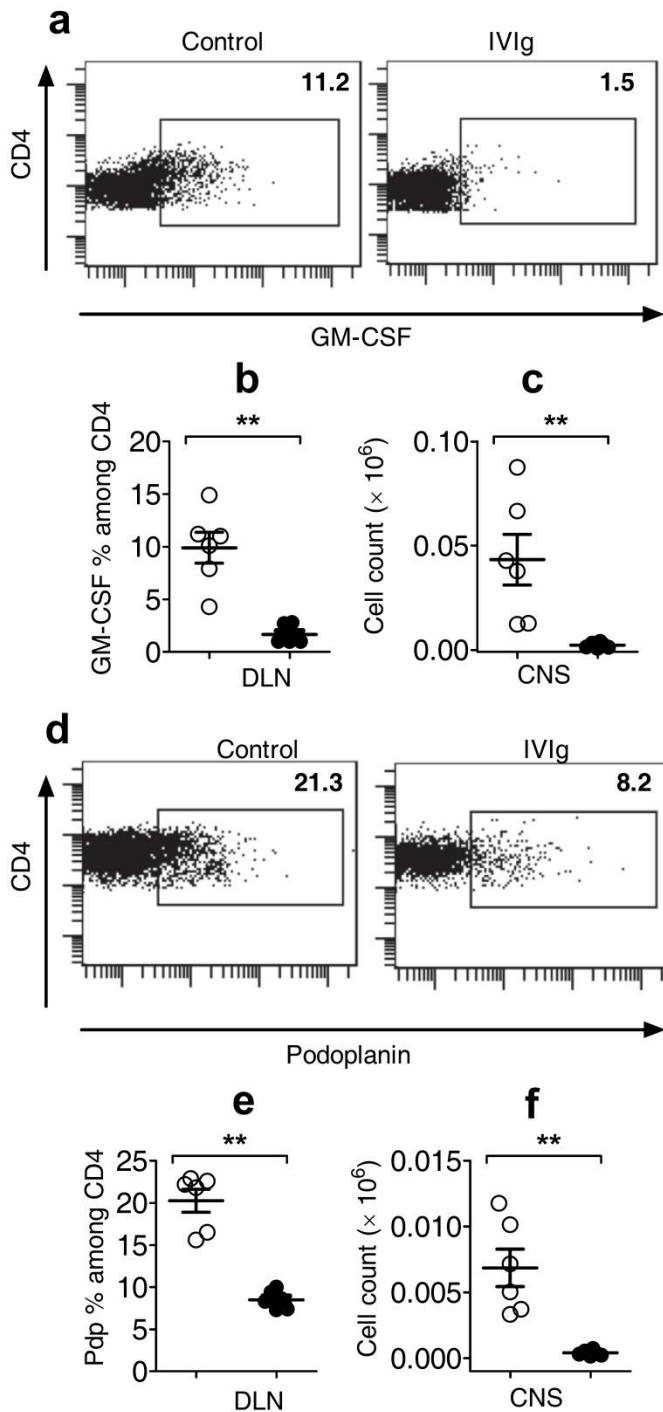 a
Control IVIg
11.2 1.5
CD4
GM-CSF
b c
** **
GM-CSF % among CD4
20
15
10
5
0
DLN
Cell count (× 10⁶)
0.10
0.05
0.00
CNS
d
Control IVIg
21.3 8.2
CD4
Podoplanin
e f
** **
Pdp % among CD4
25
20
15
10
5
0
DLN
Cell count (× 10⁶)
0.015
0.010
0.005
0.000
CNS